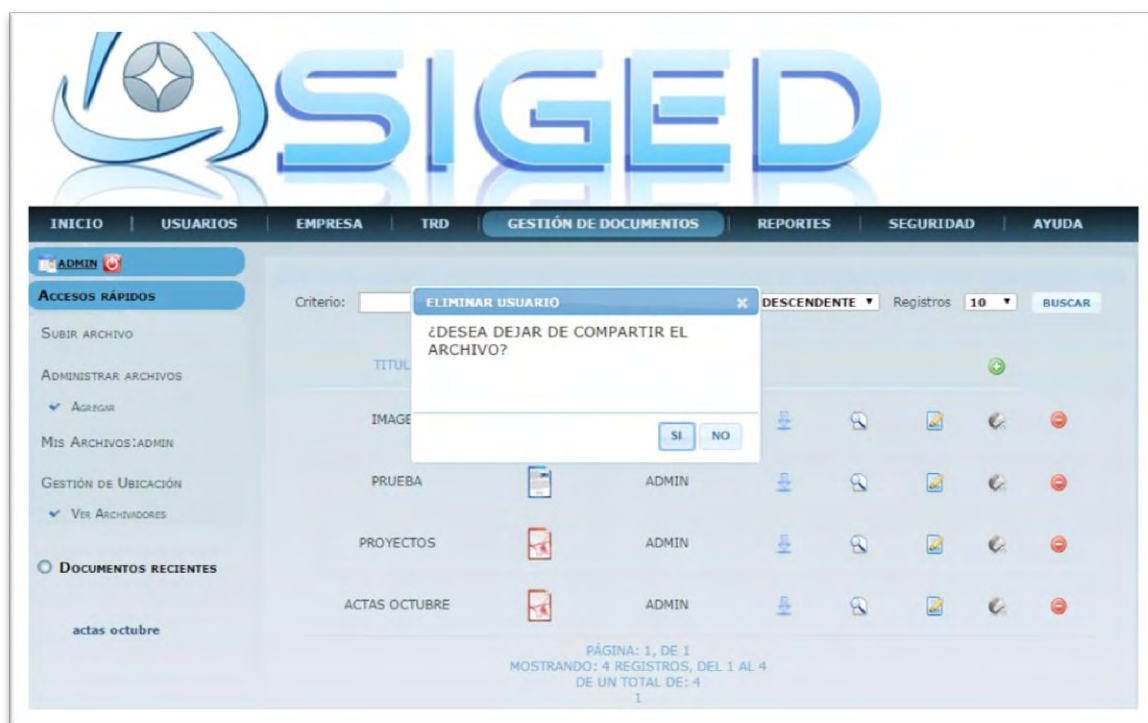 SIGED
INICIO | USUARIOS | EMPRESA | TRD | GESTIÓN DE DOCUMENTOS | REPORTES | SEGURIDAD | AYUDA
ADMIN
ACCESOS RÁPIDOS
SUBIR ARCHIVO
ADMINISTRAR ARCHIVOS
AGREGAR
MIS ARCHIVOS:ADMIN
GESTIÓN DE UBICACIÓN
VER ARCHIVADORES
DOCUMENTOS RECIENTES
actas octubre
Criterio: DESCENDENTE Registros 10 BUSCAR
ELIMINAR USUARIO
¿DESEA DEJAR DE COMPARTIR EL
ARCHIVO?
SI NO
TITUL
IMAGE
PRUEBA ADMIN
PROYECTOS ADMIN
ACTAS OCTUBRE ADMIN
PÁGINA: 1, DE 1
MOSTRANDO: 4 REGISTROS, DEL 1 AL 4
DE UN TOTAL DE: 4
1